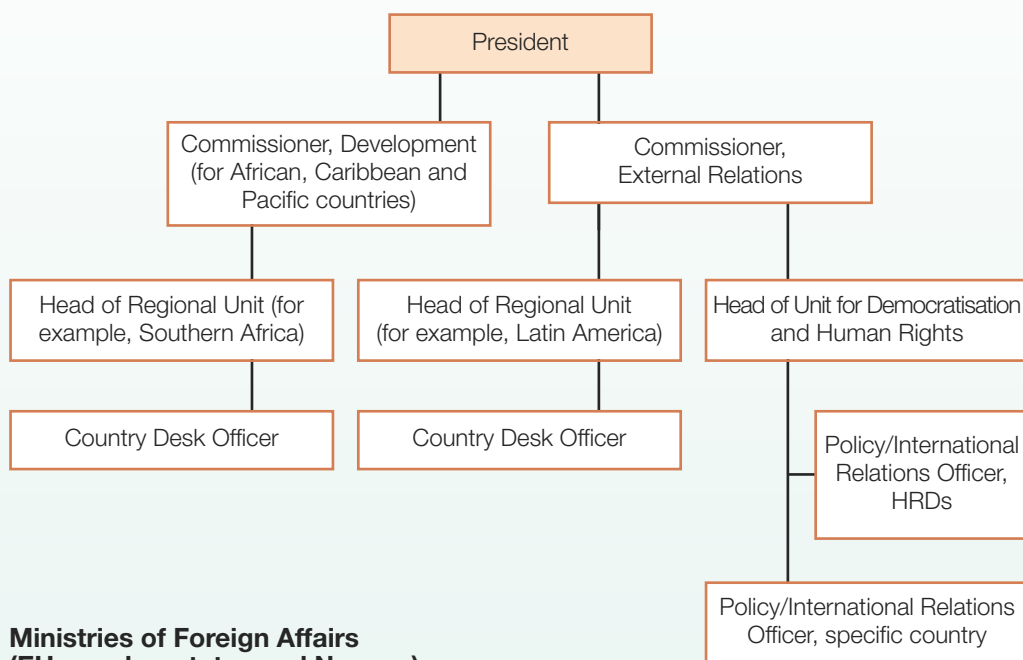 President
Commissioner, Development
(for African, Caribbean and
Pacific countries)
Commissioner,
External Relations
Head of Regional Unit (for
example, Southern Africa)
Head of Regional Unit
(for example, Latin America)
Head of Unit for Democratisation
and Human Rights
Country Desk Officer
Country Desk Officer
Policy/International
Relations Officer,
HRDs
Policy/International Relations
Officer, specific country
Ministries of Foreign Affairs